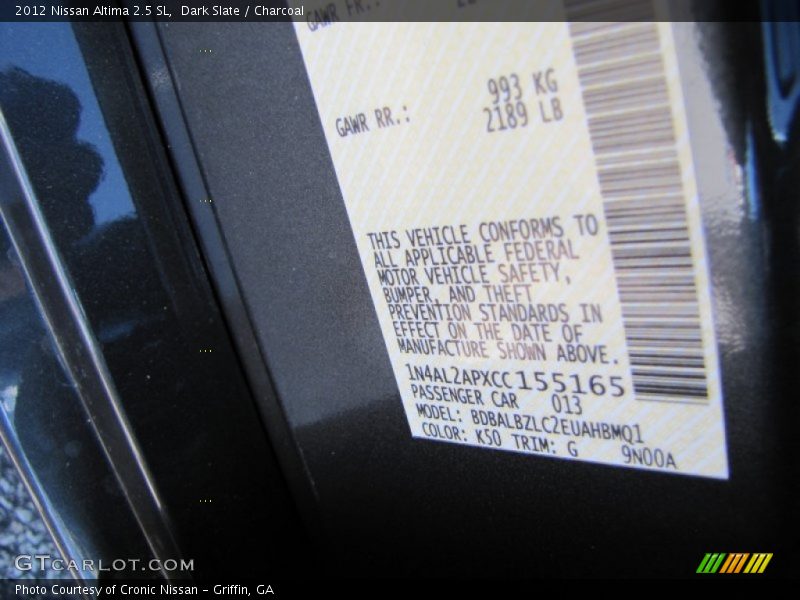 2012 Nissan Altima 2.5 SL,  Dark Slate / Charcoal
GAWR FR.:
993 KG
GAWR RR.: 2189 LB
THIS VEHICLE CONFORMS TO
ALL APPLICABLE FEDERAL
MOTOR VEHICLE SAFETY,
BUMPER, AND THEFT
PREVENTION STANDARDS IN
EFFECT ON THE DATE OF
MANUFACTURE SHOWN ABOVE.
1N4AL2APXCC155165
PASSENGER CAR 013
MODEL: BDBALBZLC2EUAHBMQ1
COLOR: K50 TRIM: G 9N00A
GTCARLOT.COM
Photo Courtesy of Cronic Nissan - Griffin, GA